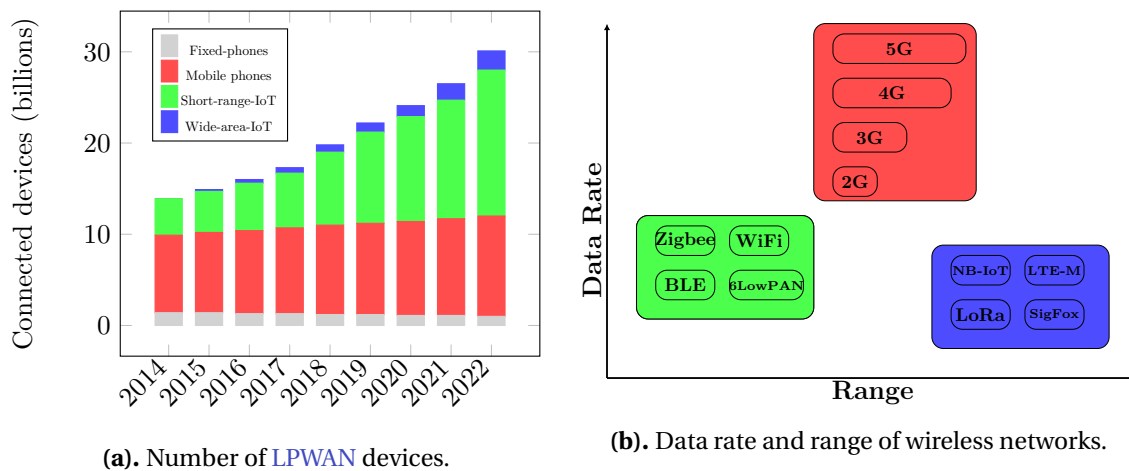 Connected devices (billions)
30
20
10
0
Fixed-phones
Mobile phones
Short-range-IoT
Wide-area-IoT
2014
2015
2016
2017
2018
2019
2020
2021
2022
(a). Number of LPWAN devices.
Data Rate
5G
4G
3G
2G
Zigbee WiFi
BLE 6LowPAN
NB-IoT LTE-M
LoRa SigFox
Range
(b). Data rate and range of wireless networks.